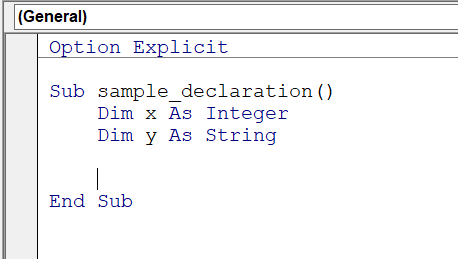 (General)
Option Explicit
Sub sample_declaration()
Dim x As Integer
Dim y As String
End Sub